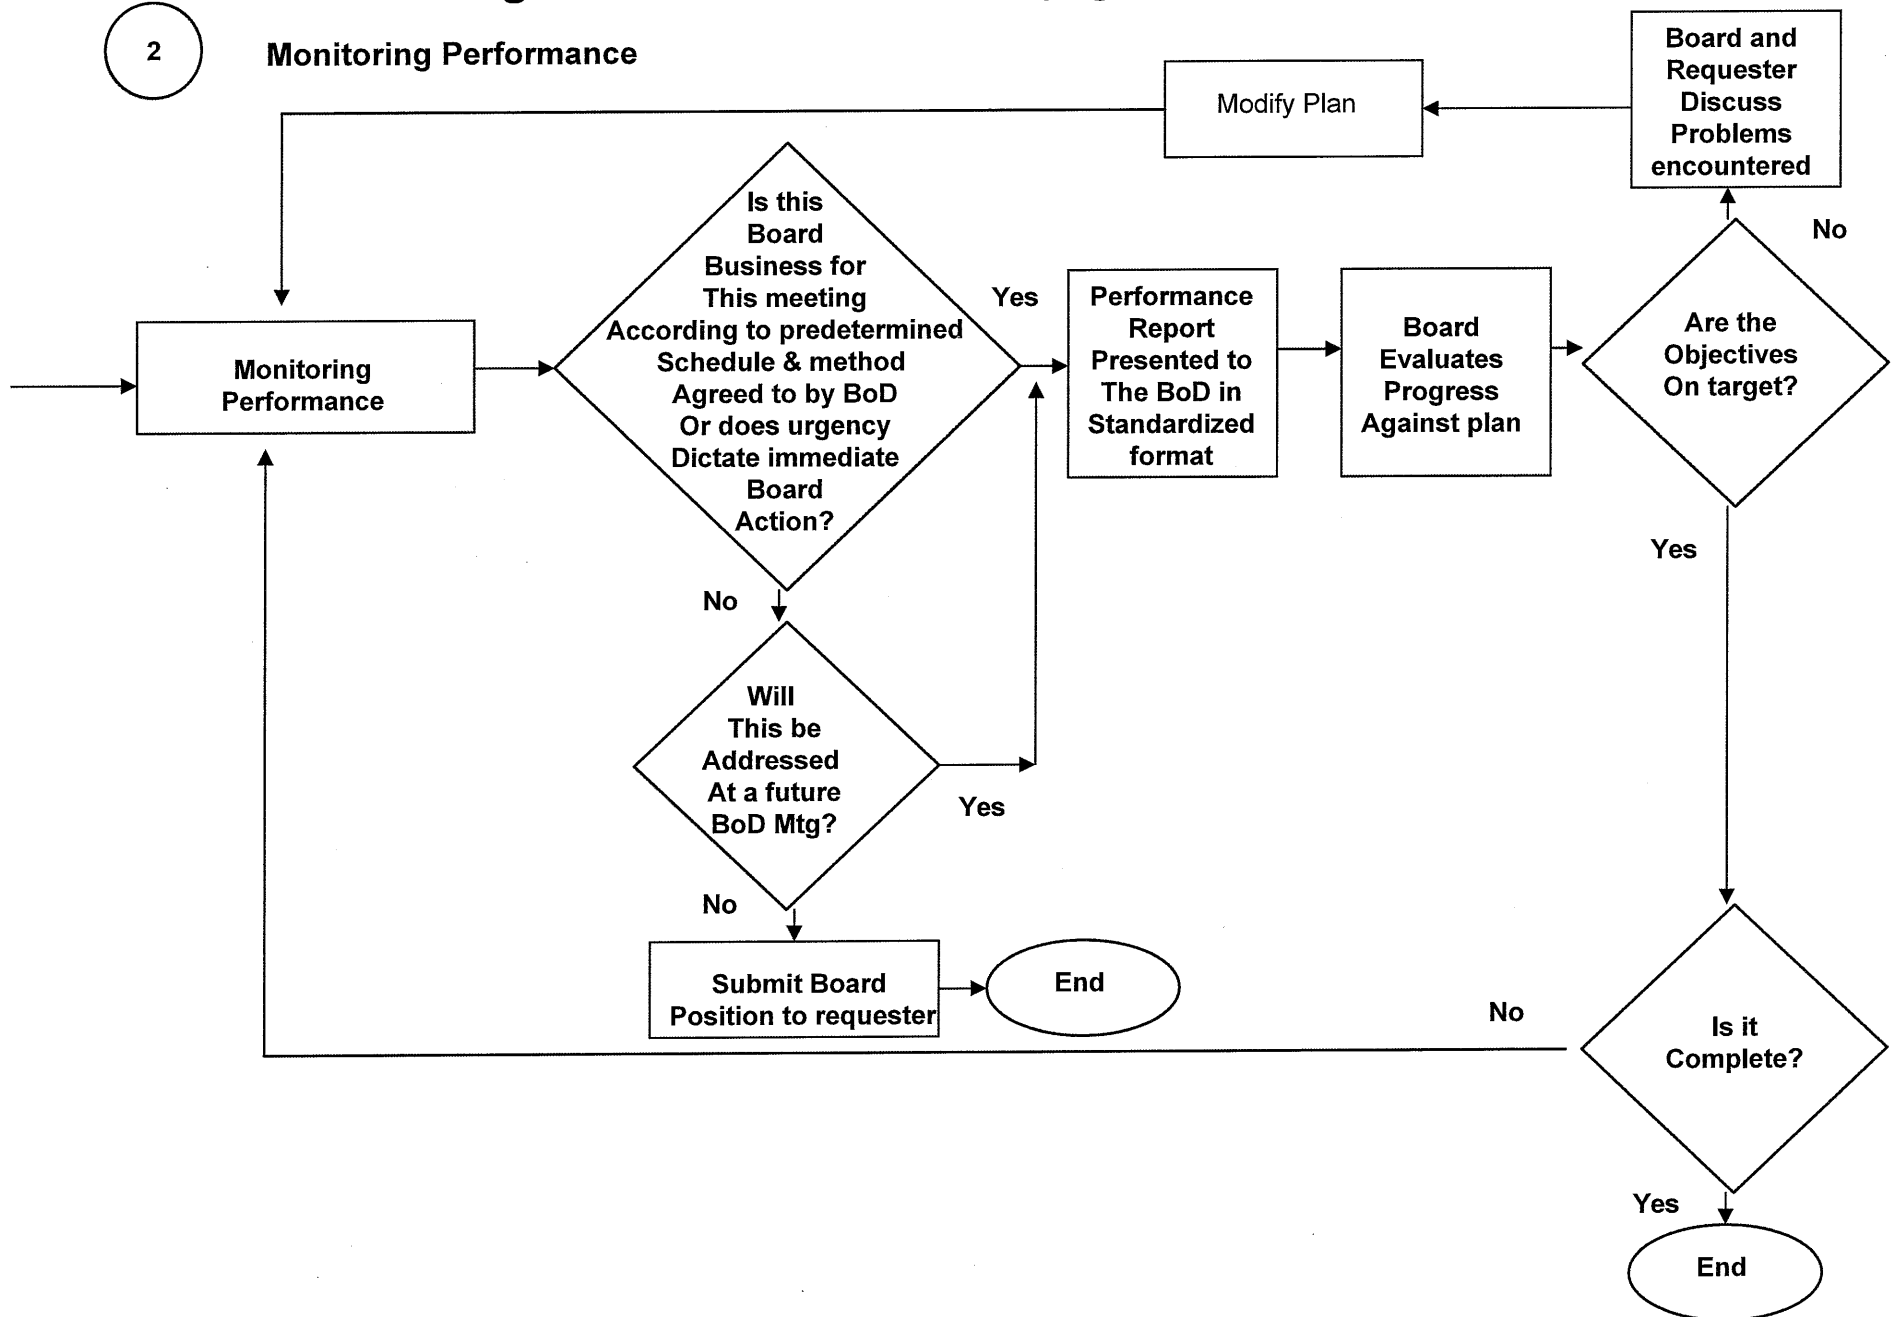 2
Monitoring Performance
Board and
Requester
Discuss
Problems
encountered
Modify Plan
No
Is this
Board
Business for
This meeting
According to predetermined
Schedule & method
Agreed to by BoD
Or does urgency
Dictate immediate
Board
Action?
Yes
Performance
Report
Presented to
The BoD in
Standardized
format
Board
Evaluates
Progress
Against plan
Are the
Objectives
On target?
Monitoring
Performance
Yes
No
Will
This be
Addressed
At a future
BoD Mtg?
Yes
No
Submit Board
Position to requester
End
No
Is it
Complete?
Yes
End